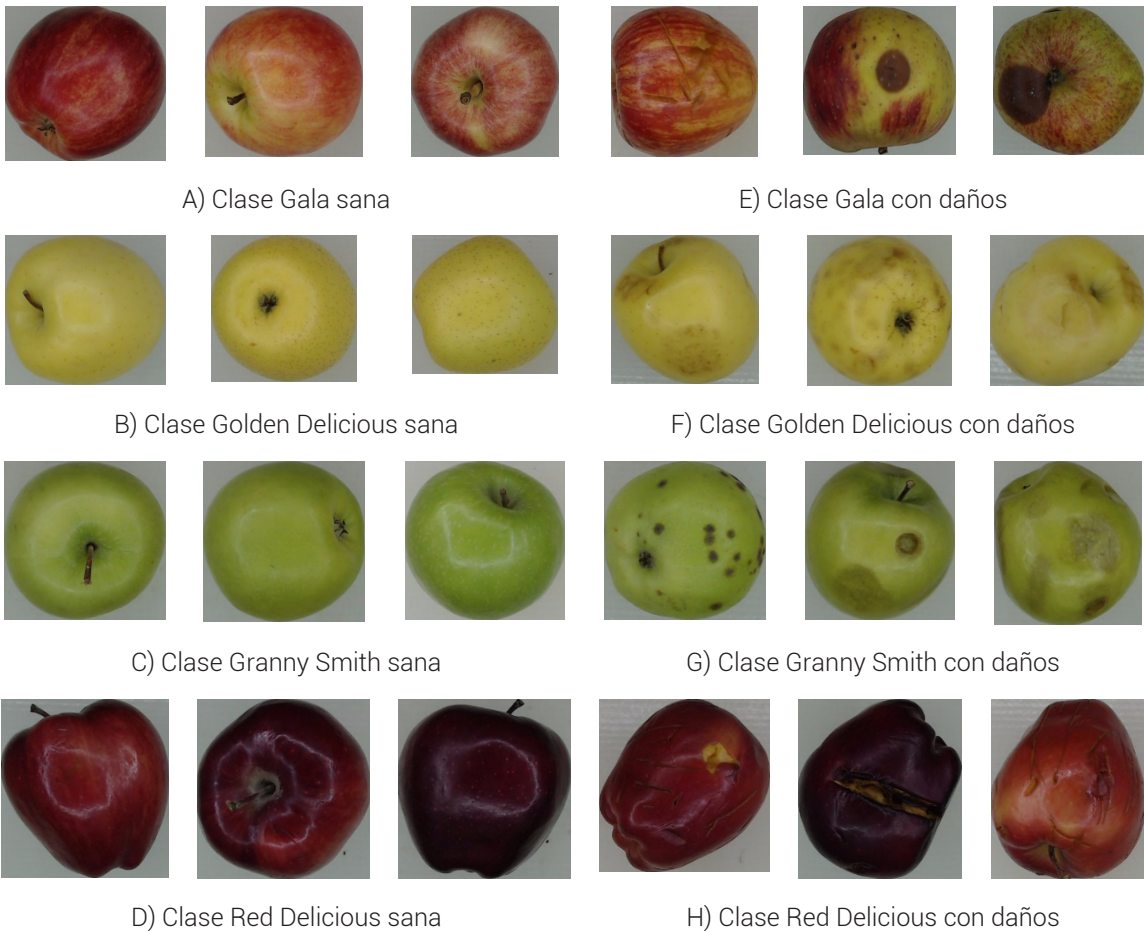 A) Clase Gala sana
E) Clase Gala con daños
B) Clase Golden Delicious sana
F) Clase Golden Delicious con daños
C) Clase Granny Smith sana
G) Clase Granny Smith con daños
D) Clase Red Delicious sana
H) Clase Red Delicious con daños